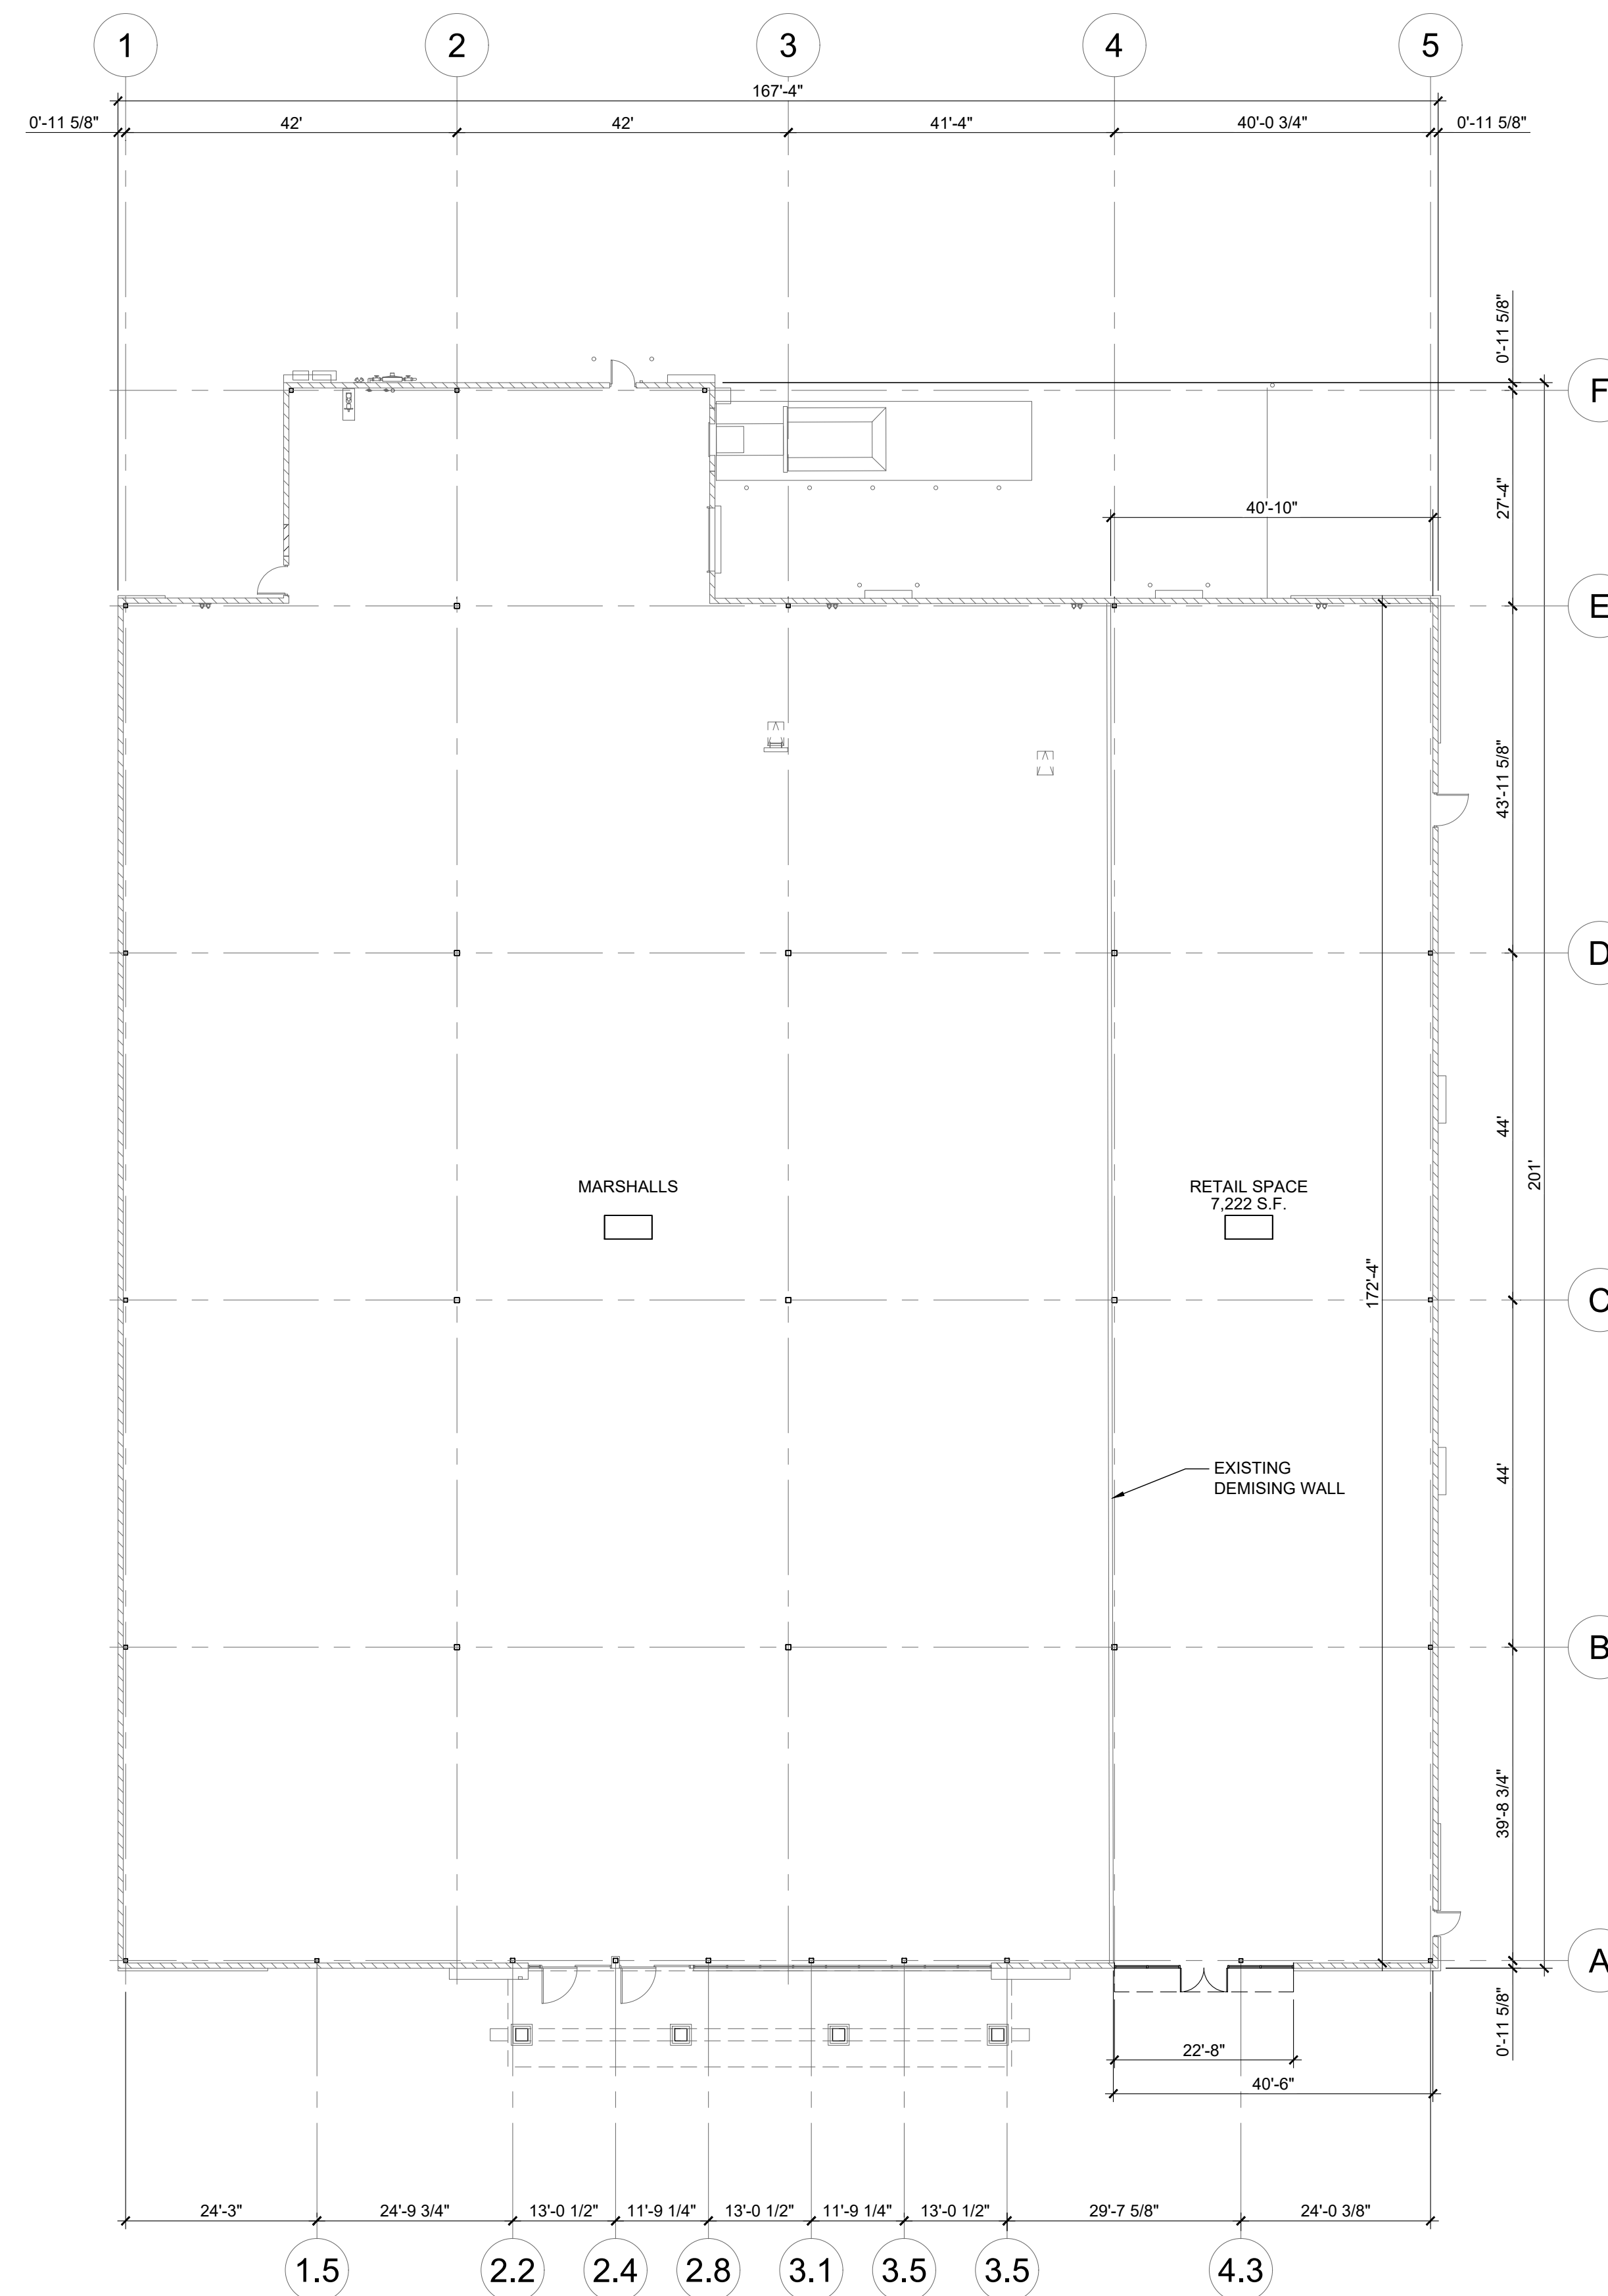 1 2 3 4 5
167'-4"
0'-11 5/8" 42' 42' 41'-4" 40'-0 3/4" 0'-11 5/8"
0'-11 5/8"
F
27'-4"
40'-10"
E
43'-11 5/8"
D
44'
201'
MARSHALLS
RETAIL SPACE
7,222 S.F.
172'-4"
C
EXISTING
DEMISING WALL
44'
B
39'-8 3/4"
A
0'-11 5/8"
22'-8"
40'-6"
24'-3" 24'-9 3/4" 13'-0 1/2" 11'-9 1/4" 13'-0 1/2" 11'-9 1/4" 13'-0 1/2" 29'-7 5/8" 24'-0 3/8"
1.5 2.2 2.4 2.8 3.1 3.5 3.5 4.3